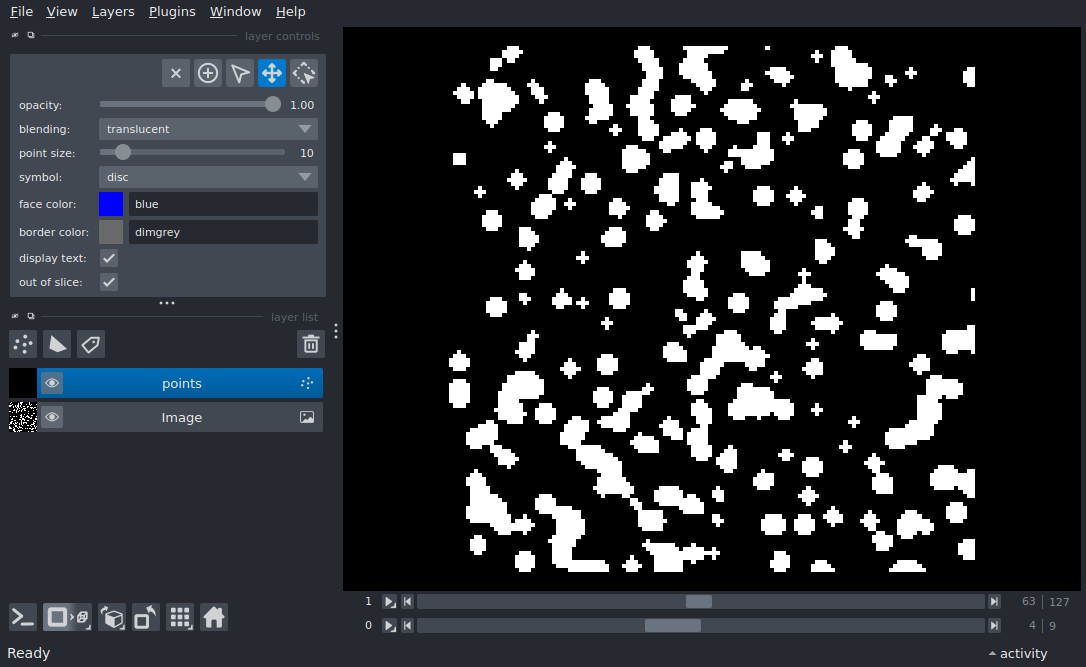 File View Layers Plugins Window Help
layer controls
opacity: 1.00
blending: translucent
point size: 10
symbol: disc
face color: blue
border color: dimgrey
display text:
out of slice:
layer list
points
Image
1 63 127
0 4 9
Ready activity